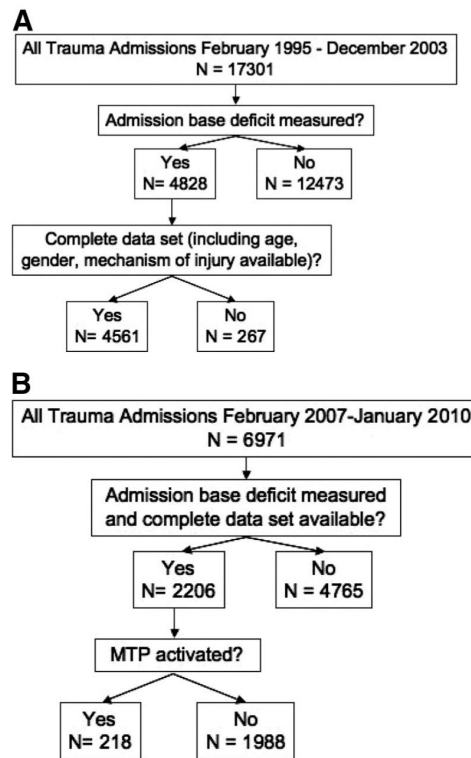 A
All Trauma Admissions February 1995 - December 2003
N = 17301
Admission base deficit measured?
Yes
N= 4828
No
N = 12473
Complete data set (including age,
gender, mechanism of injury available)?
Yes
N= 4561
No
N = 267
B
All Trauma Admissions February 2007-January 2010
N = 6971
Admission base deficit measured
and complete data set available?
Yes
N= 2206
No
N = 4765
MTP activated?
Yes
N= 218
No
N = 1988